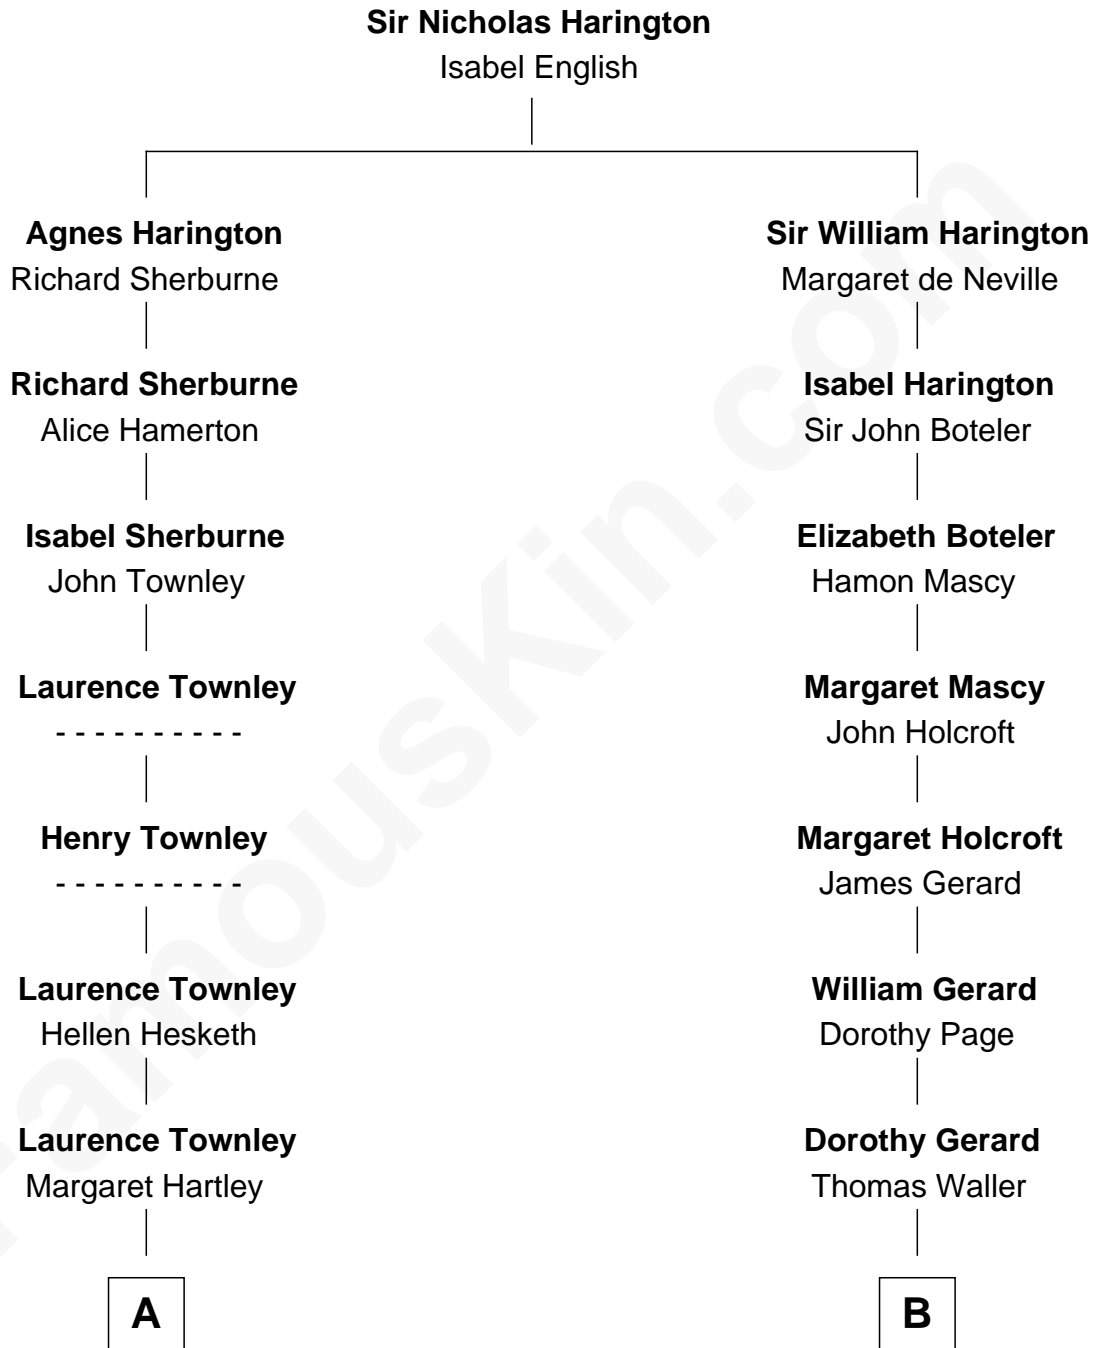 Sir Nicholas Harington
Isabel English
Agnes Harington
Richard Sherburne
Sir William Harington
Margaret de Neville
Richard Sherburne
Alice Hamerton
Isabel Harington
Sir John Boteler
Isabel Sherburne
John Townley
Elizabeth Boteler
Hamon Mascy
Laurence Townley
- - - - - - - - - -
Margaret Mascy
John Holcroft
Henry Townley
- - - - - - - - - -
Margaret Holcroft
James Gerard
Laurence Townley
Hellen Hesketh
William Gerard
Dorothy Page
Laurence Townley
Margaret Hartley
Dorothy Gerard
Thomas Waller
A
B
FamousKin.com